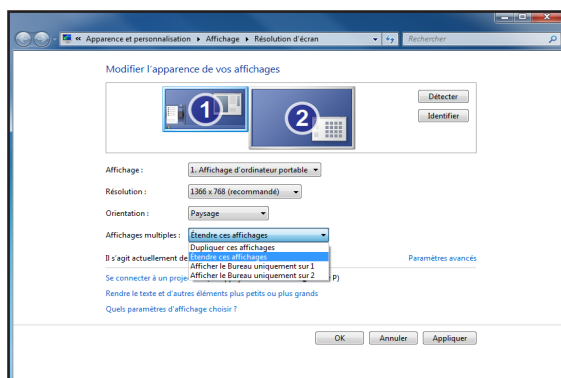 « Apparence et personnalisation ▸ Affichage ▸ Résolution d'écran
Rechercher
Modifier l'apparence de vos affichages
1
2
Détecter
Identifier
Affichage :
1. Affichage d'ordinateur portable
Résolution :
1366 x 768 (recommandé)
Orientation :
Paysage
Affichages multiples :
Étendre ces affichages
Dupliquer ces affichages
Étendre ces affichages
Afficher le Bureau uniquement sur 1
Afficher le Bureau uniquement sur 2
Il s'agit actuellement de
Paramètres avancés
Se connecter à un proje
P)
Rendre le texte et d'autres éléments plus petits ou plus grands
Quels paramètres d'affichage choisir ?
OK
Annuler
Appliquer